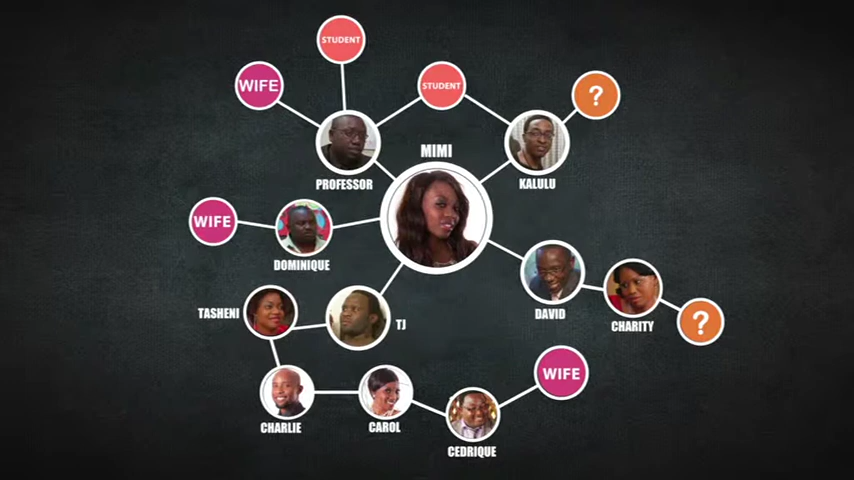 STUDENT
WIFE
STUDENT
?
MIMI
PROFESSOR
KALULU
WIFE
DOMINIQUE
TASHENI
TJ
DAVID
CHARITY
?
WIFE
CHARLIE
CAROL
CEDRIQUE